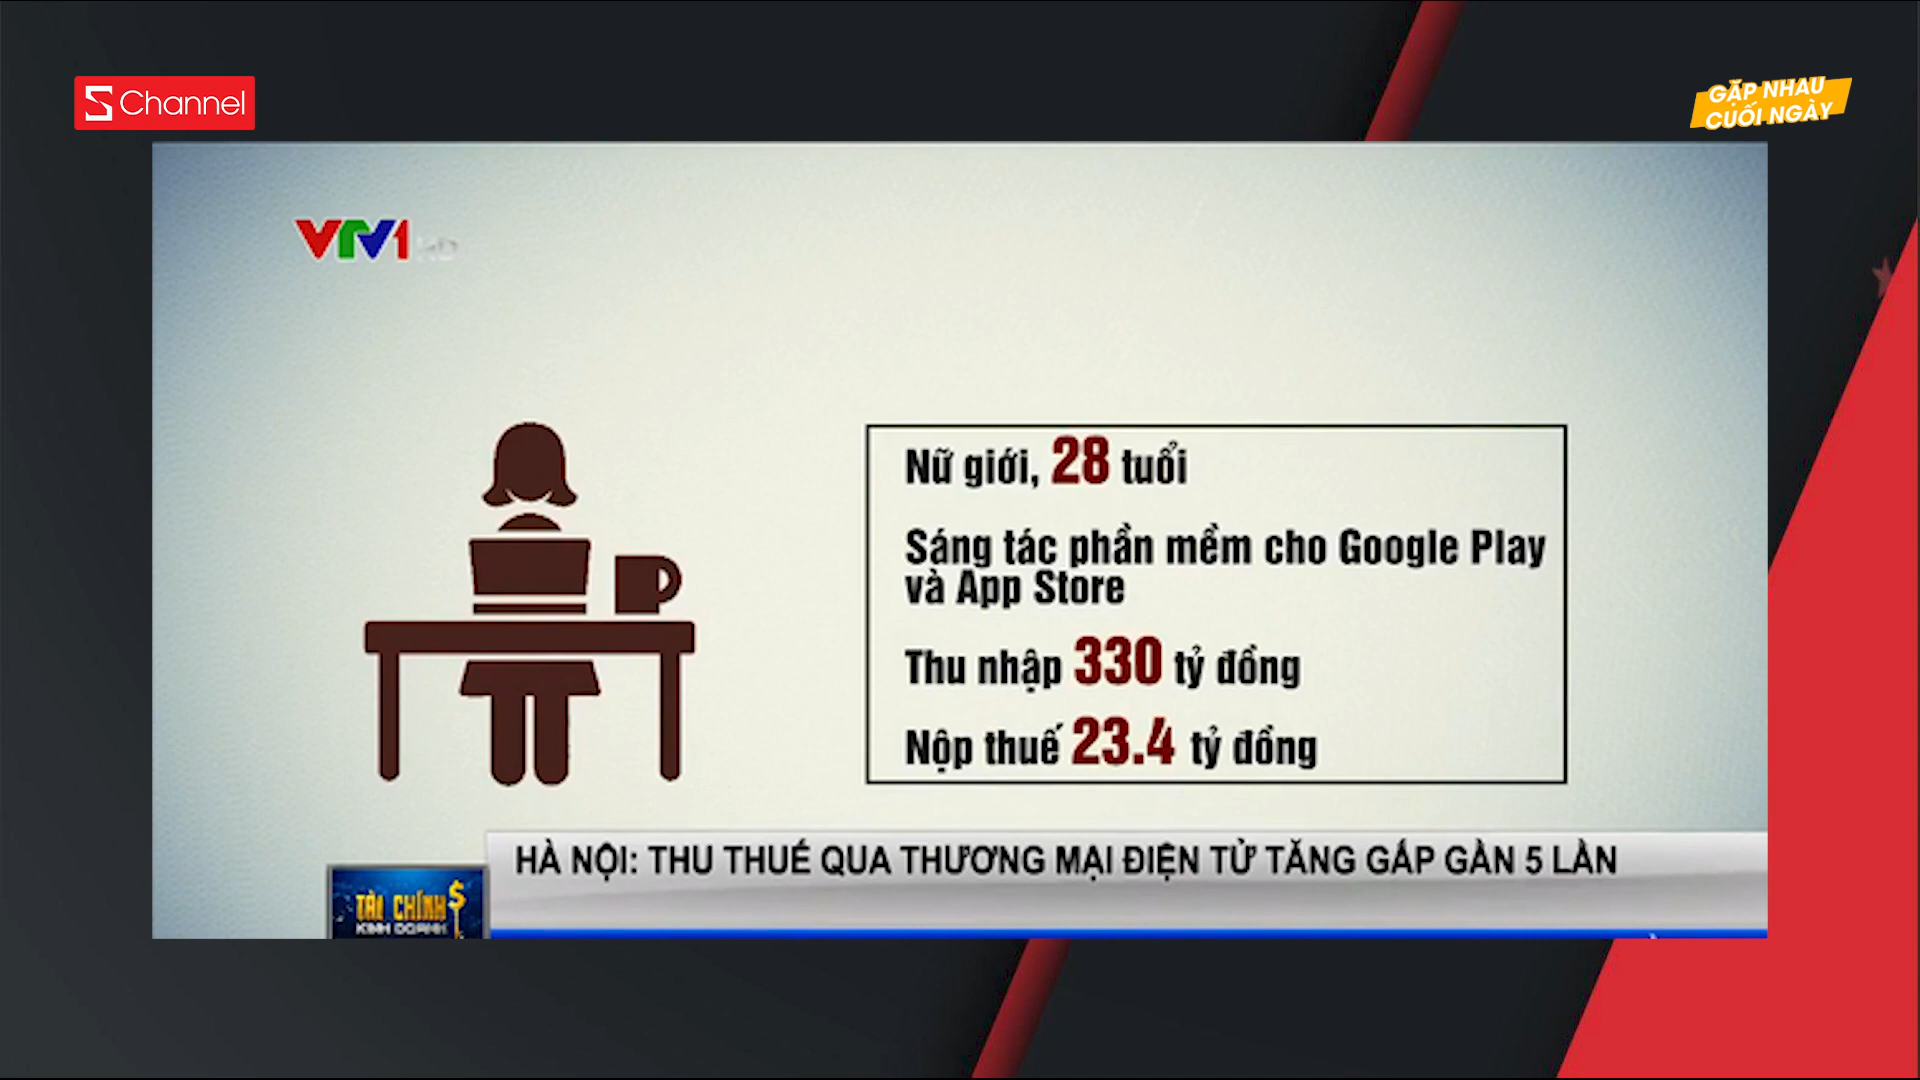 S Channel
GẶP NHAU
CUỐI NGÀY
VTV1 HD
Nữ giới, 28 tuổi
Sáng tác phần mềm cho Google Play
và App Store
Thu nhập 330 tỷ đồng
Nộp thuế 23.4 tỷ đồng
HÀ NỘI: THU THUẾ QUA THƯƠNG MẠI ĐIỆN TỬ TĂNG GẤP GẦN 5 LẦN
TÀI CHÍNH $
KINH DOANH